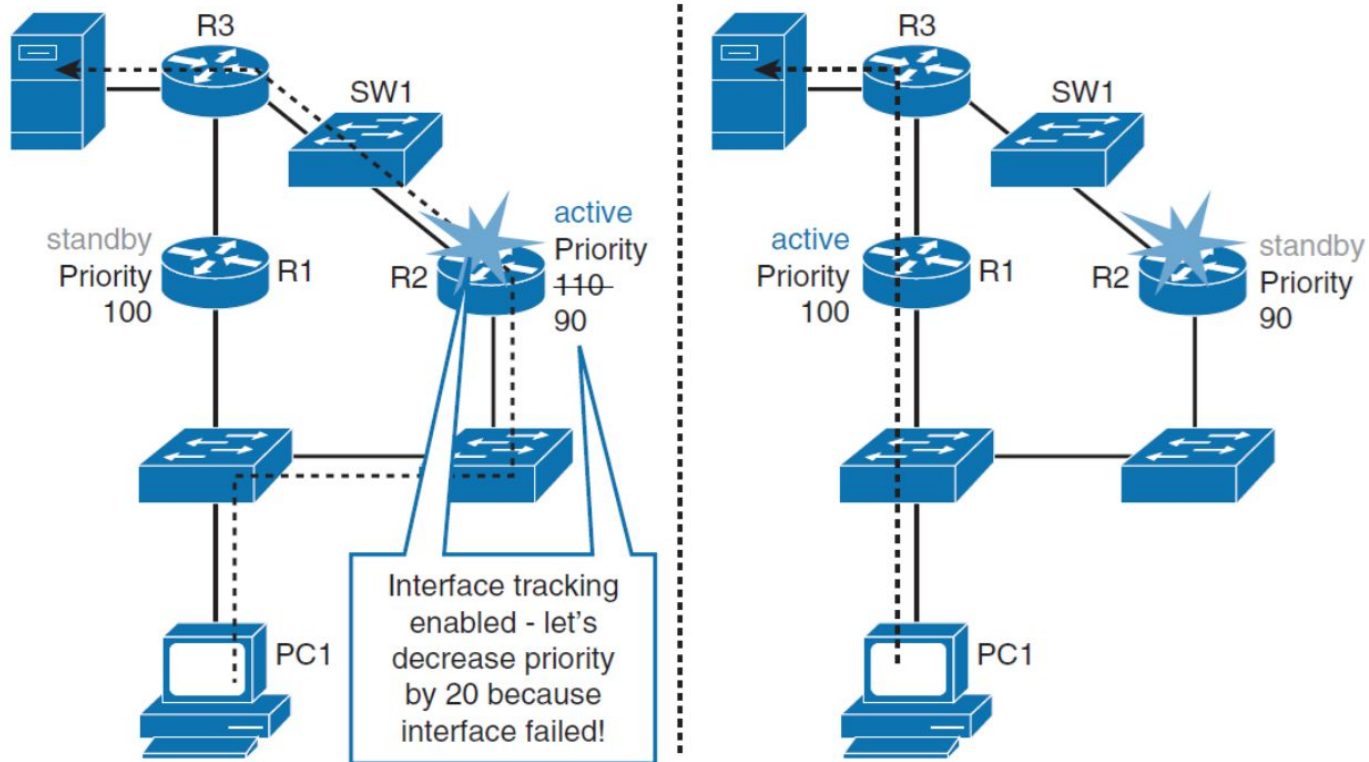 R3
SW1
standby
Priority
100
R1
R2
active
Priority
110
90
Interface tracking
enabled - let's
decrease priority
by 20 because
interface failed!
PC1
R3
SW1
active
Priority
100
R1
R2
standby
Priority
90
PC1